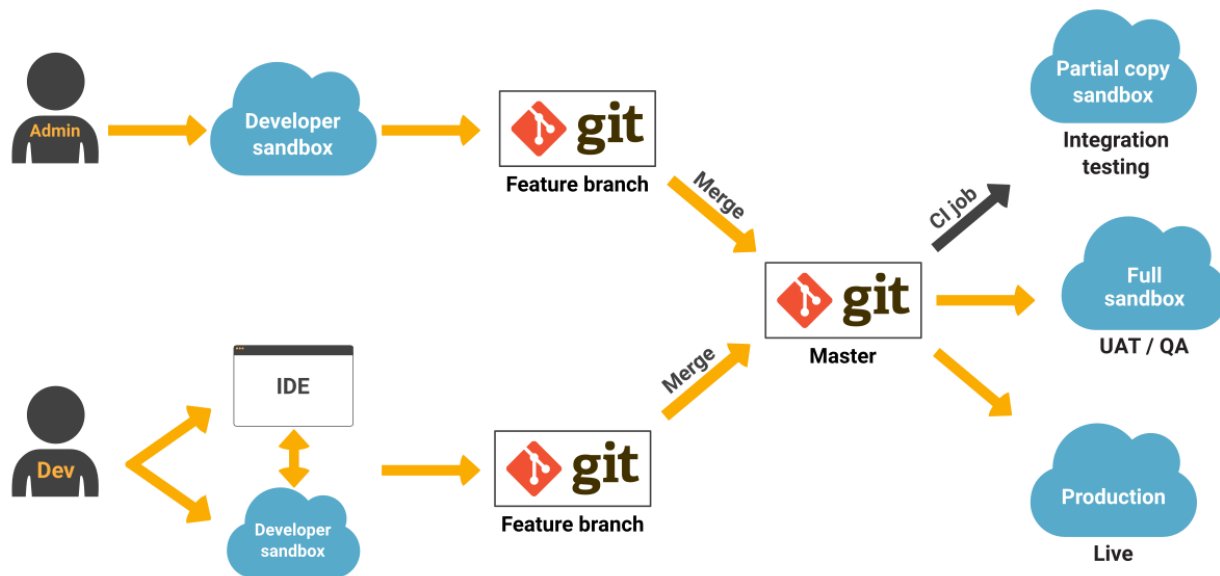 Admin
Developer
sandbox
git
Feature branch
Merge
Partial copy
sandbox
Integration
testing
CI job
git
Master
Full
sandbox
UAT / QA
Dev
IDE
Developer
sandbox
git
Feature branch
Merge
Production
Live